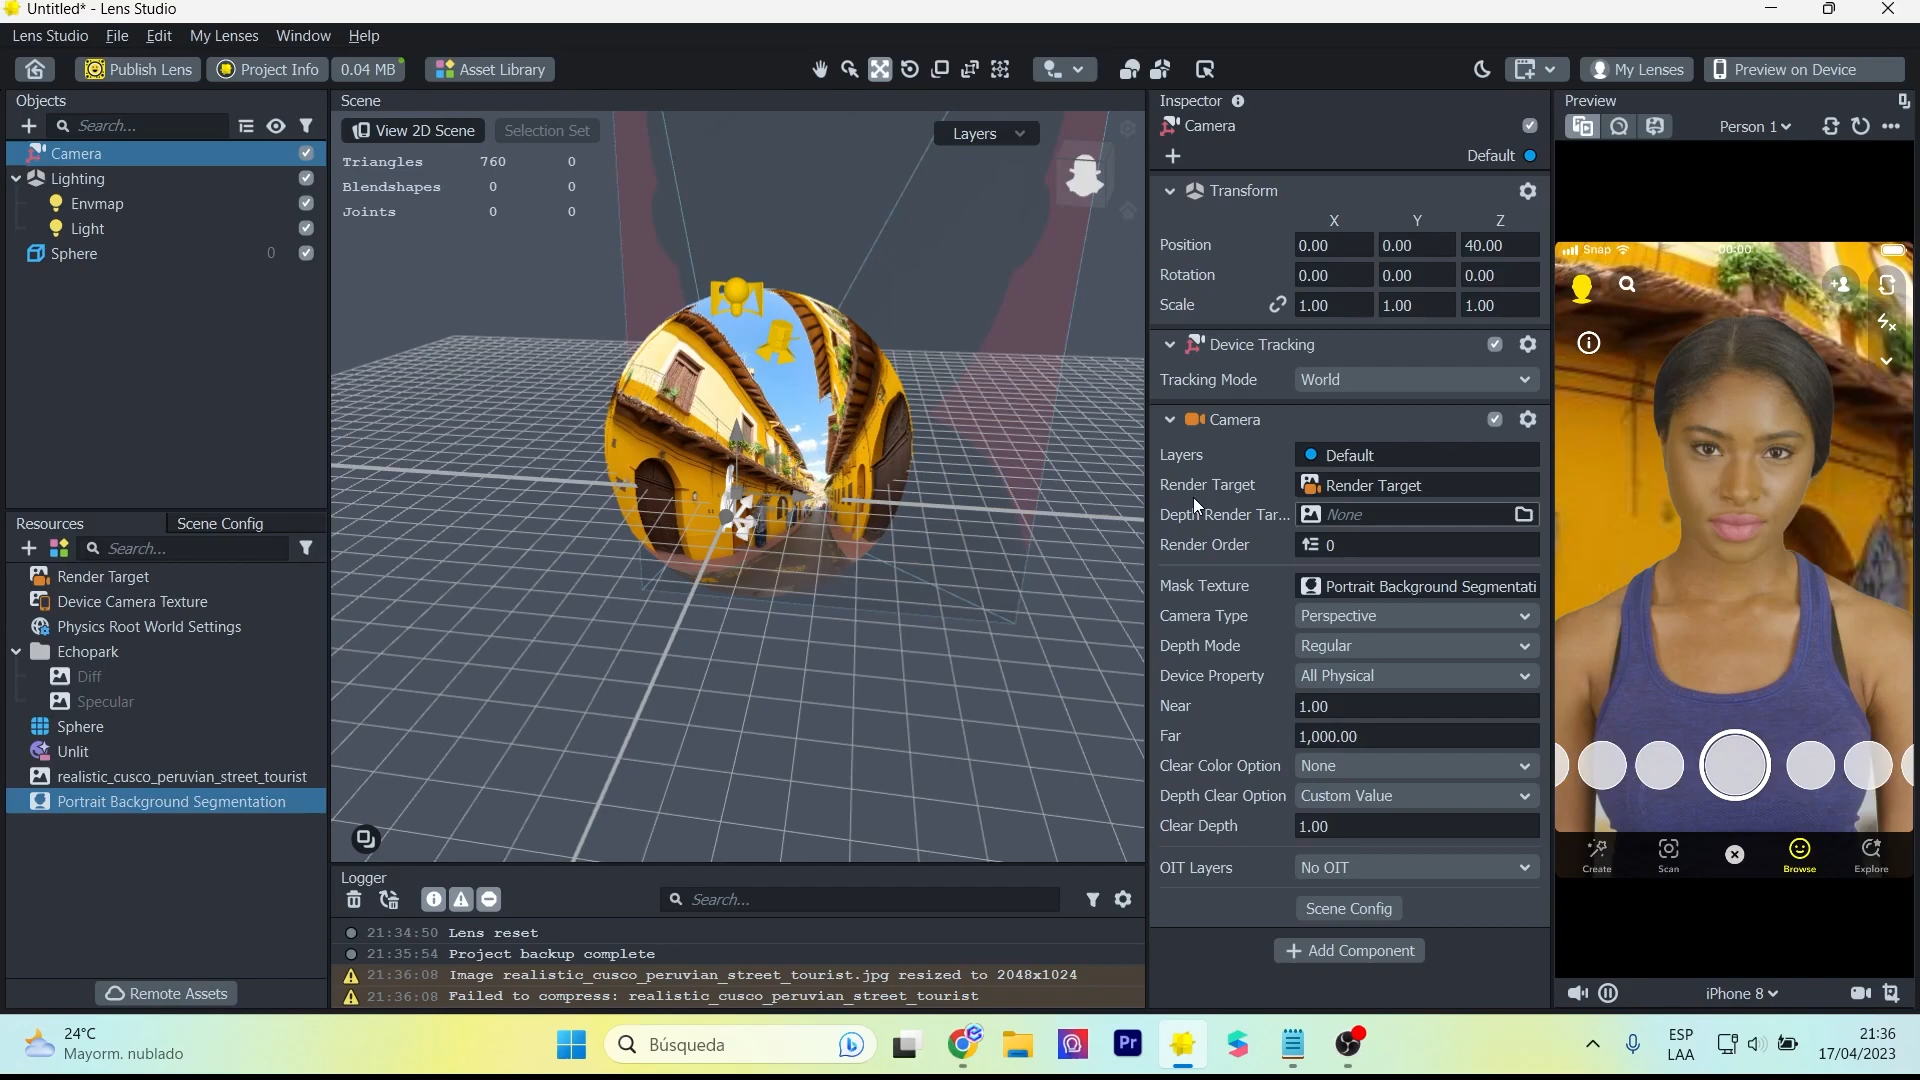 Untitled* - Lens Studio
Lens Studio File Edit My Lenses Window Help
Publish Lens Project Info 0.04 MB Asset Library My Lenses Preview on Device
Objects
Search...
Camera
Lighting
Envmap
Light
Sphere 0
Resources Scene Config
Search...
Render Target
Device Camera Texture
Physics Root World Settings
Echopark
Diff
Specular
Sphere
Unlit
realistic_cusco_peruvian_street_tourist
Portrait Background Segmentation
Remote Assets
Scene
View 2D Scene Selection Set Layers
Triangles 760 0
Blendshapes 0 0
Joints 0 0
Logger
Search...
21:34:50 Lens reset
21:35:54 Project backup complete
21:36:08 Image realistic_cusco_peruvian_street_tourist.jpg resized to 2048x1024
21:36:08 Failed to compress: realistic_cusco_peruvian_street_tourist
Inspector
Camera
Default
Transform
X Y Z
Position 0.00 0.00 40.00
Rotation 0.00 0.00 0.00
Scale 1.00 1.00 1.00
Device Tracking
Tracking Mode World
Camera
Layers Default
Render Target Render Target
Depth Render Tar... None
Render Order 0
Mask Texture Portrait Background Segmentati
Camera Type Perspective
Depth Mode Regular
Device Property All Physical
Near 1.00
Far 1,000.00
Clear Color Option None
Depth Clear Option Custom Value
Clear Depth 1.00
OIT Layers No OIT
Scene Config
Add Component
Preview
Person 1
Snap 00:00
Create Scan Browse Explore
iPhone 8
24°C
Mayorm. nublado
Búsqueda
Pr
ESP
LAA
21:36
17/04/2023